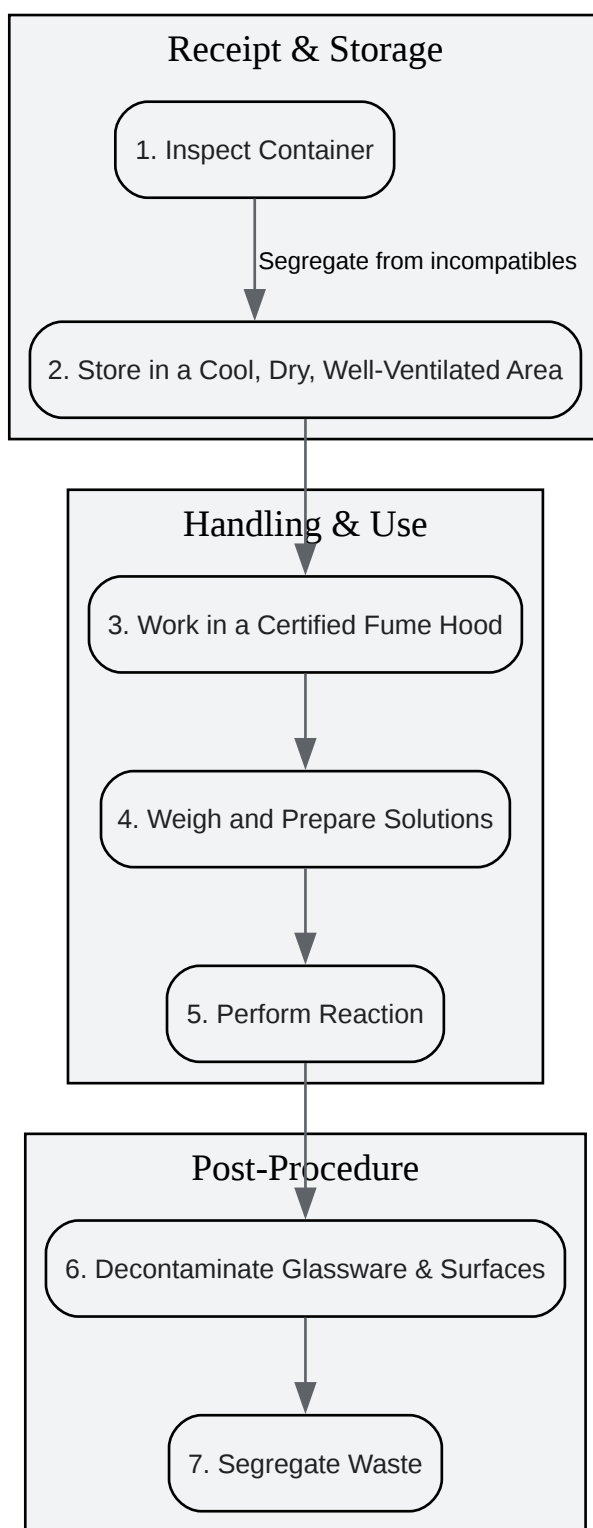 Receipt & Storage
1. Inspect Container
Segregate from incompatibles
2. Store in a Cool, Dry, Well-Ventilated Area
Handling & Use
3. Work in a Certified Fume Hood
4. Weigh and Prepare Solutions
5. Perform Reaction
Post-Procedure
6. Decontaminate Glassware & Surfaces
7. Segregate Waste